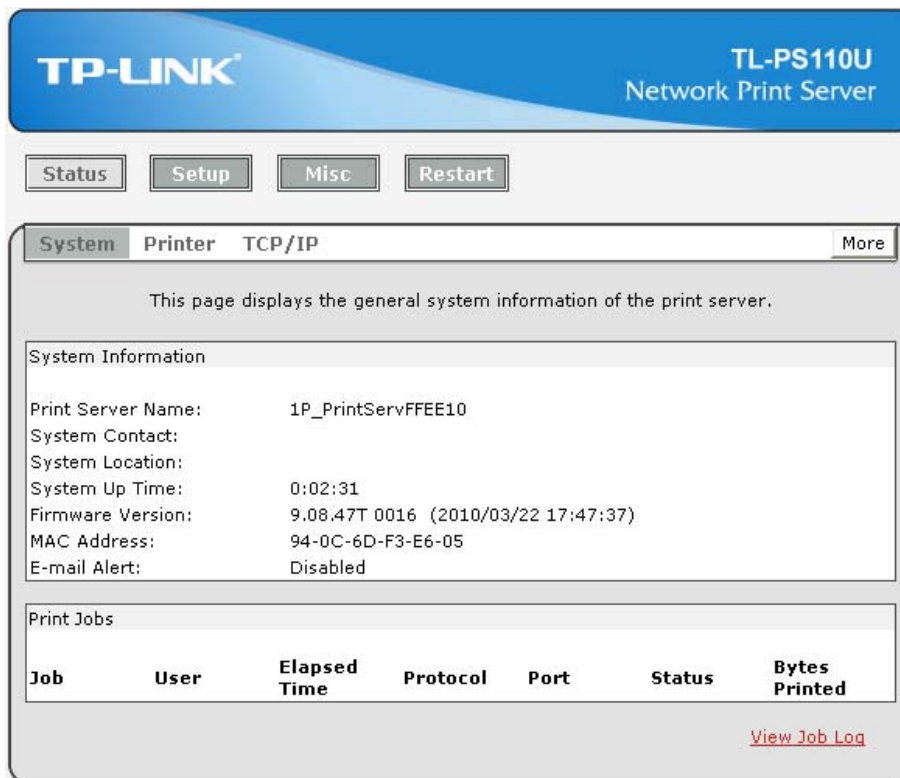 TP-LINK®
TL-PS110U
Network Print Server
Status Setup Misc Restart
System Printer TCP/IP More
This page displays the general system information of the print server.
System Information
Print Server Name: 1P_PrintServFFEE10
System Contact:
System Location:
System Up Time: 0:02:31
Firmware Version: 9.08.47T 0016 (2010/03/22 17:47:37)
MAC Address: 94-0C-6D-F3-E6-05
E-mail Alert: Disabled
Print Jobs
Job User Elapsed Time Protocol Port Status Bytes Printed
View Job Log